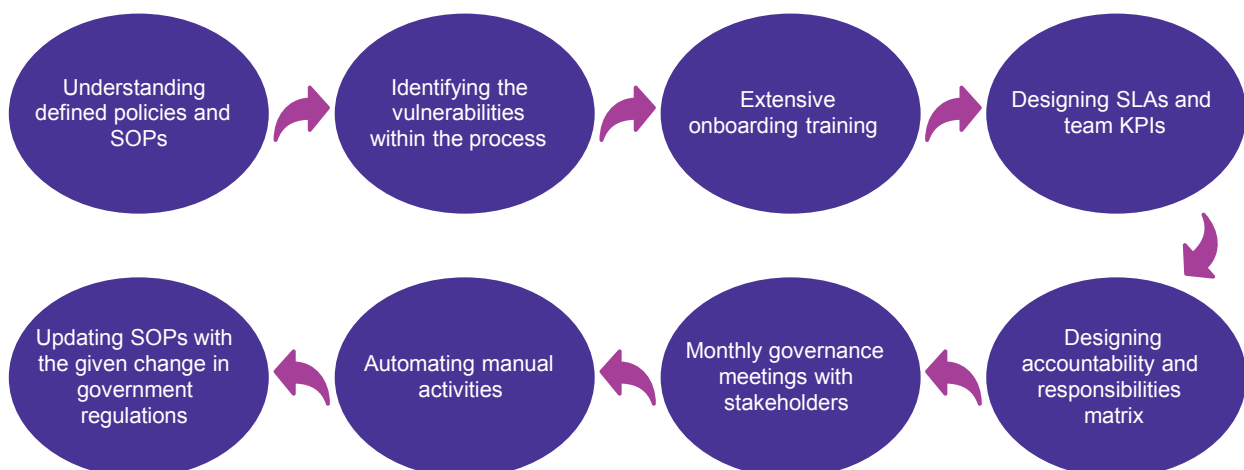 Understanding
defined policies and
SOPs
Identifying the
vulnerabilities
within the process
Extensive
onboarding training
Designing SLAs and
team KPIs
Designing
accountability and
responsibilities
matrix
Monthly governance
meetings with
stakeholders
Automating manual
activities
Updating SOPs with
the given change in
government
regulations